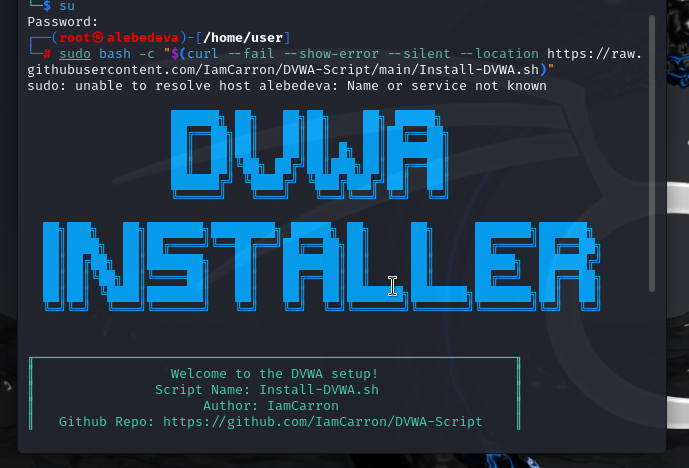 └─$ su
Password:
┌──(root㉿alebedeva)-[/home/user]
└─# sudo bash -c "$(curl --fail --show-error --silent --location https://raw.
githubusercontent.com/IamCarron/DVWA-Script/main/Install-DVWA.sh)"
sudo: unable to resolve host alebedeva: Name or service not known
DVWA
INSTALLER
Welcome to the DVWA setup!
Script Name: Install-DVWA.sh
Author: IamCarron
Github Repo: https://github.com/IamCarron/DVWA-Script